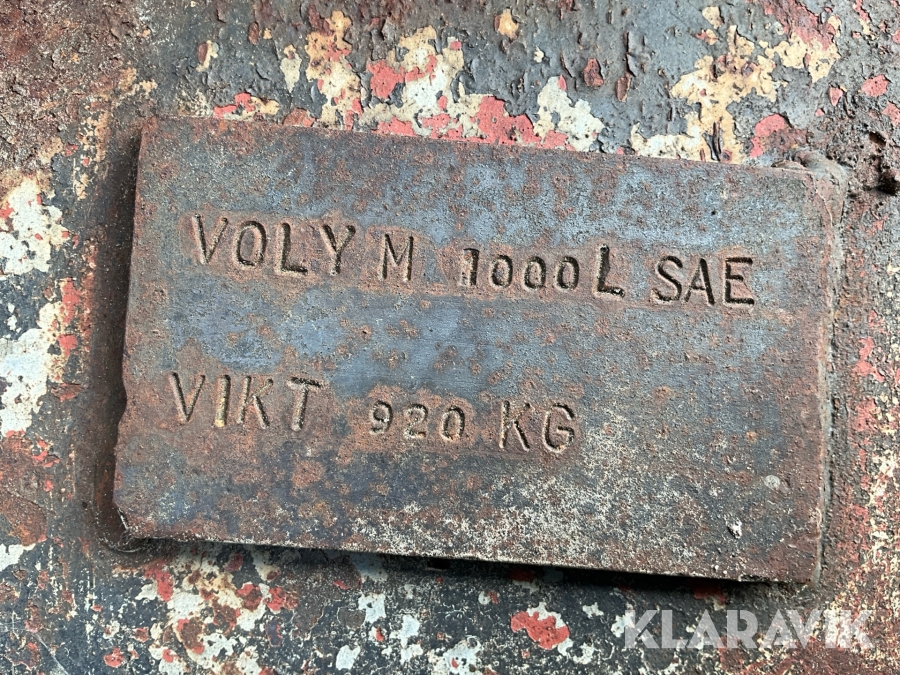 VOLYM 1000L SAE
VIKT 920 KG
KLARAVIK